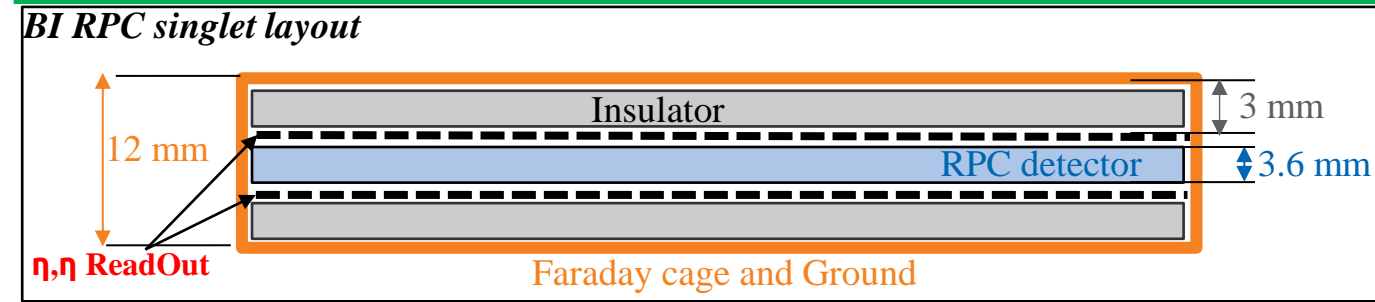 BI RPC singlet layout
Insulator
3 mm
12 mm
RPC detector
3.6 mm
η,η ReadOut
Faraday cage and Ground